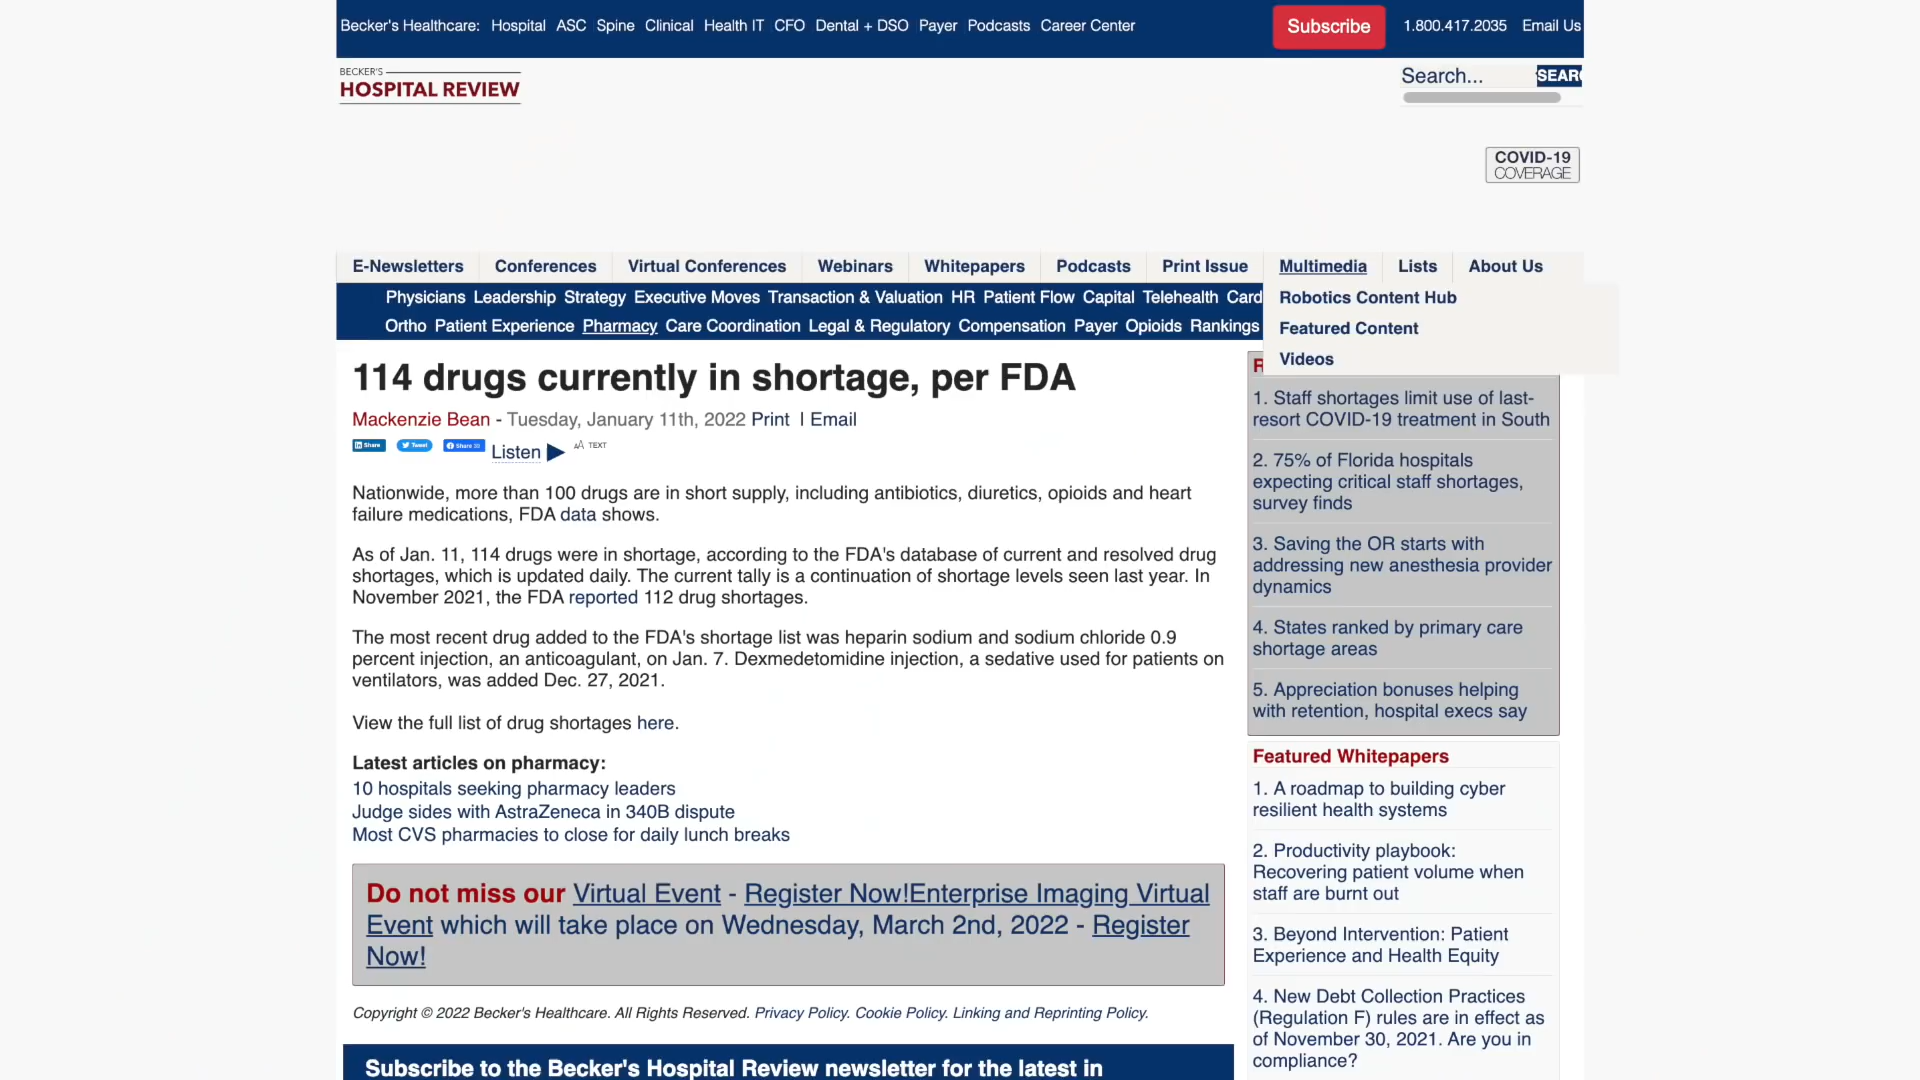 Becker's Healthcare: Hospital ASC Spine Clinical Health IT CFO Dental + DSO Payer Podcasts Career Center
Subscribe
1.800.417.2035 Email Us
BECKER'S
HOSPITAL REVIEW
Search...
COVID-19
COVERAGE
E-Newsletters Conferences Virtual Conferences Webinars Whitepapers Podcasts Print Issue Multimedia Lists About Us
Physicians Leadership Strategy Executive Moves Transaction & Valuation HR Patient Flow Capital Telehealth
Ortho Patient Experience Pharmacy Care Coordination Legal & Regulatory Compensation Payer Opioids Rankings
Robotics Content Hub
Featured Content
Videos
114 drugs currently in shortage, per FDA
Mackenzie Bean - Tuesday, January 11th, 2022 Print | Email
Share
Tweet
Share
Listen
AA TEXT
Nationwide, more than 100 drugs are in short supply, including antibiotics, diuretics, opioids and heart
failure medications, FDA data shows.
As of Jan. 11, 114 drugs were in shortage, according to the FDA's database of current and resolved drug
shortages, which is updated daily. The current tally is a continuation of shortage levels seen last year. In
November 2021, the FDA reported 112 drug shortages.
The most recent drug added to the FDA's shortage list was heparin sodium and sodium chloride 0.9
percent injection, an anticoagulant, on Jan. 7. Dexmedetomidine injection, a sedative used for patients on
ventilators, was added Dec. 27, 2021.
View the full list of drug shortages here.
Latest articles on pharmacy:
10 hospitals seeking pharmacy leaders
Judge sides with AstraZeneca in 340B dispute
Most CVS pharmacies to close for daily lunch breaks
Do not miss our Virtual Event - Register Now!Enterprise Imaging Virtual
Event which will take place on Wednesday, March 2nd, 2022 - Register
Now!
Copyright © 2022 Becker's Healthcare. All Rights Reserved. Privacy Policy. Cookie Policy. Linking and Reprinting Policy.
Subscribe to the Becker's Hospital Review newsletter for the latest in
1. Staff shortages limit use of last-
resort COVID-19 treatment in South
2. 75% of Florida hospitals
expecting critical staff shortages,
survey finds
3. Saving the OR starts with
addressing new anesthesia provider
dynamics
4. States ranked by primary care
shortage areas
5. Appreciation bonuses helping
with retention, hospital execs say
Featured Whitepapers
1. A roadmap to building cyber
resilient health systems
2. Productivity playbook:
Recovering patient volume when
staff are burnt out
3. Beyond Intervention: Patient
Experience and Health Equity
4. New Debt Collection Practices
(Regulation F) rules are in effect as
of November 30, 2021. Are you in
compliance?